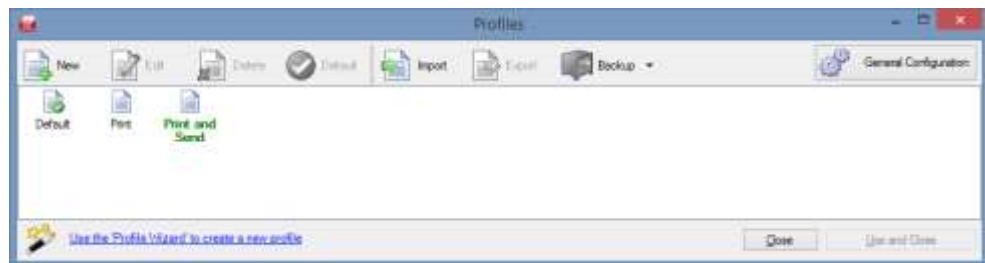 Profiles
New Edit Delete Default Import Export Backup General Configuration
Default Print Print and
Send
Use the 'Profile Wizard' to create a new profile Close Use and Close